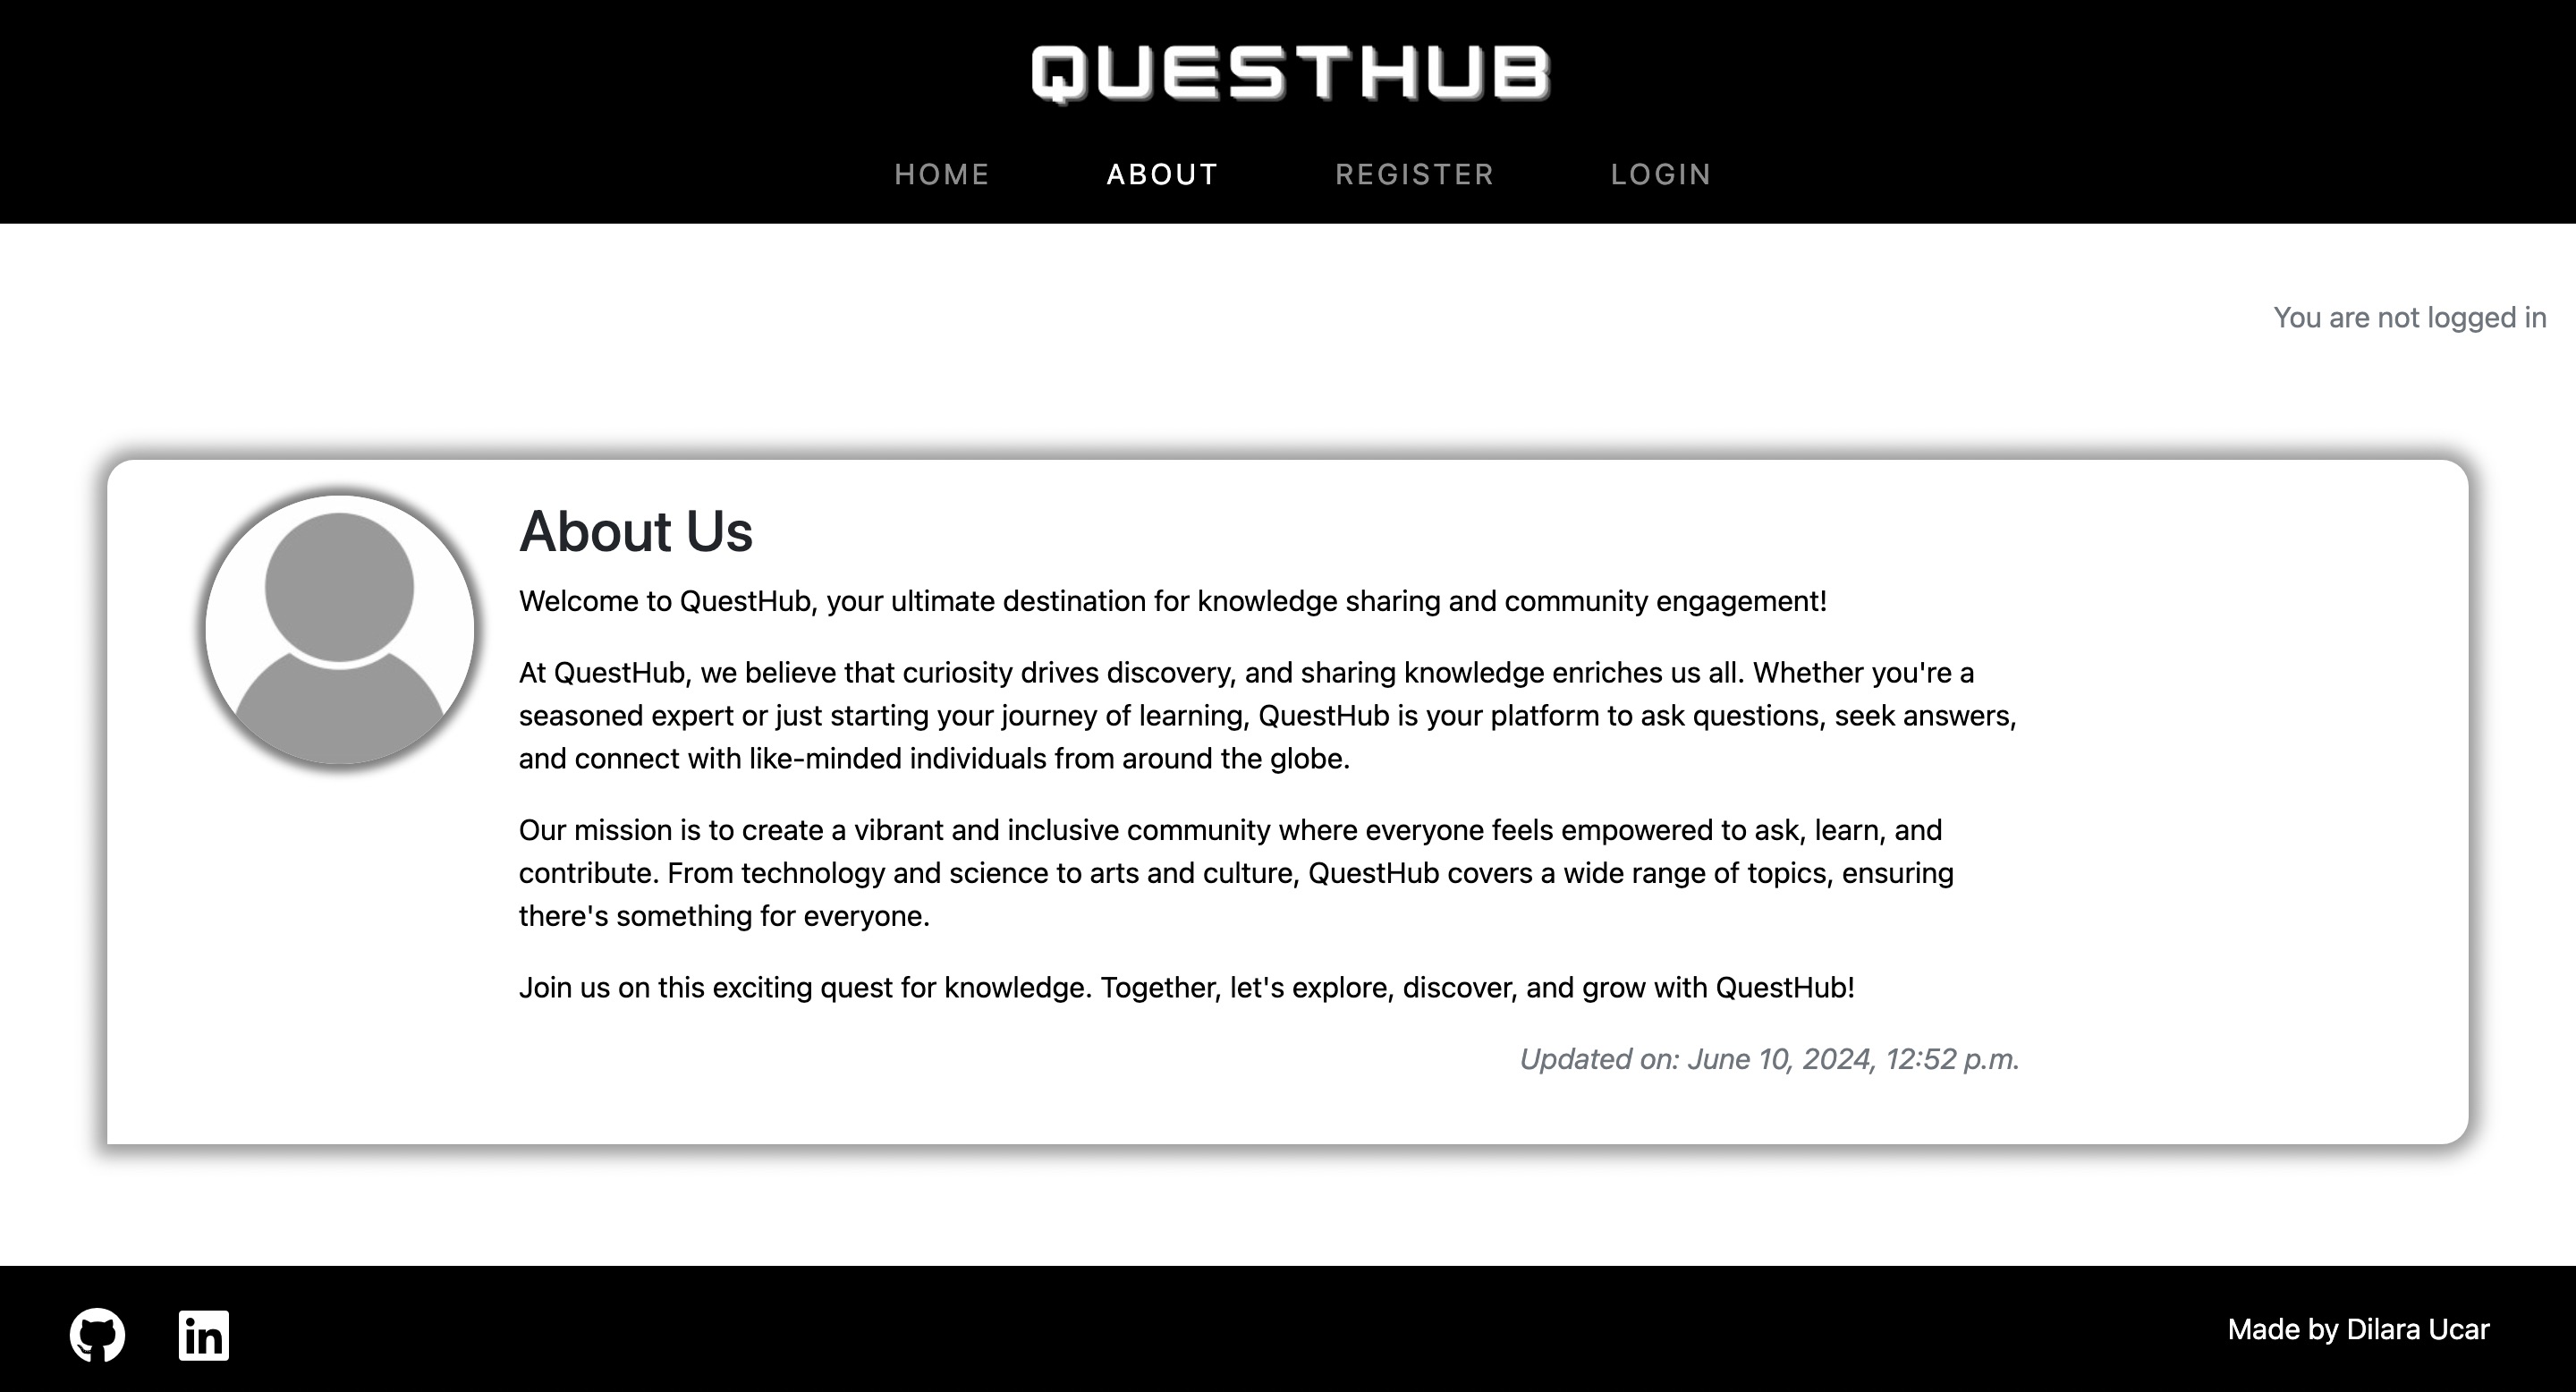 QUESTHUB
HOME ABOUT REGISTER LOGIN
You are not logged in
About Us
Welcome to QuestHub, your ultimate destination for knowledge sharing and community engagement!
At QuestHub, we believe that curiosity drives discovery, and sharing knowledge enriches us all. Whether you're a
seasoned expert or just starting your journey of learning, QuestHub is your platform to ask questions, seek answers,
and connect with like-minded individuals from around the globe.
Our mission is to create a vibrant and inclusive community where everyone feels empowered to ask, learn, and
contribute. From technology and science to arts and culture, QuestHub covers a wide range of topics, ensuring
there's something for everyone.
Join us on this exciting quest for knowledge. Together, let's explore, discover, and grow with QuestHub!
Updated on: June 10, 2024, 12:52 p.m.
in
Made by Dilara Ucar